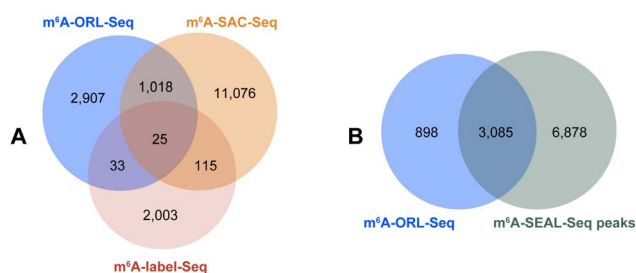 m⁶A-ORL-Seq
m⁶A-SAC-Seq
2,907
1,018
11,076
A
25
33
115
2,003
m⁶A-label-Seq
B
898
3,085
6,878
m⁶A-ORL-Seq
m⁶A-SEAL-Seq peaks